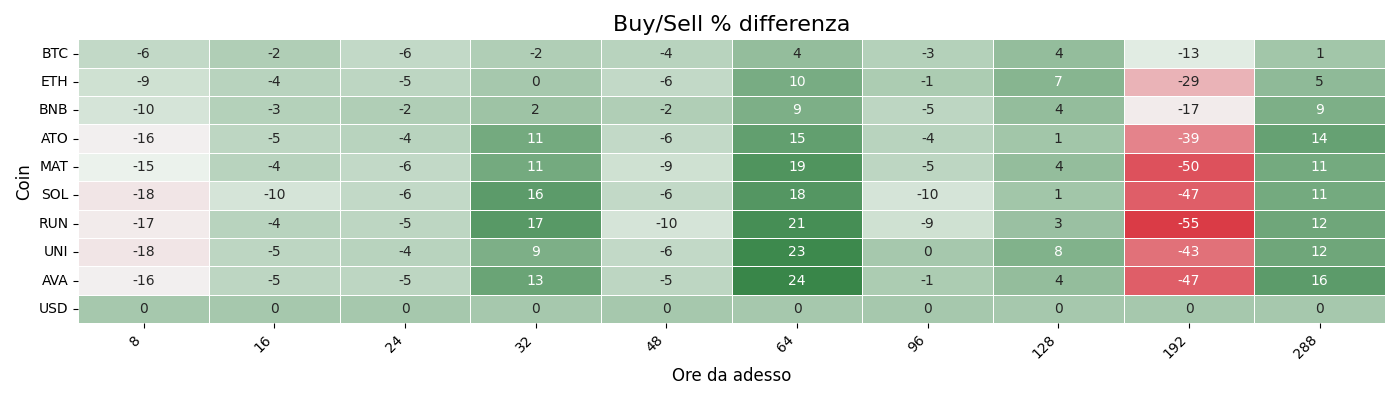 Buy/Sell % differenza
Coin
BTC -6 -2 -6 -2 -4 4 -3 4 -13 1
ETH -9 -4 -5 0 -6 10 -1 7 -29 5
BNB -10 -3 -2 2 -2 9 -5 4 -17 9
ATO -16 -5 -4 11 -6 15 -4 1 -39 14
MAT -15 -4 -6 11 -9 19 -5 4 -50 11
SOL -18 -10 -6 16 -6 18 -10 1 -47 11
RUN -17 -4 -5 17 -10 21 -9 3 -55 12
UNI -18 -5 -4 9 -6 23 0 8 -43 12
AVA -16 -5 -5 13 -5 24 -1 4 -47 16
USD 0 0 0 0 0 0 0 0 0 0
8 16 24 32 48 64 96 128 192 288
Ore da adesso